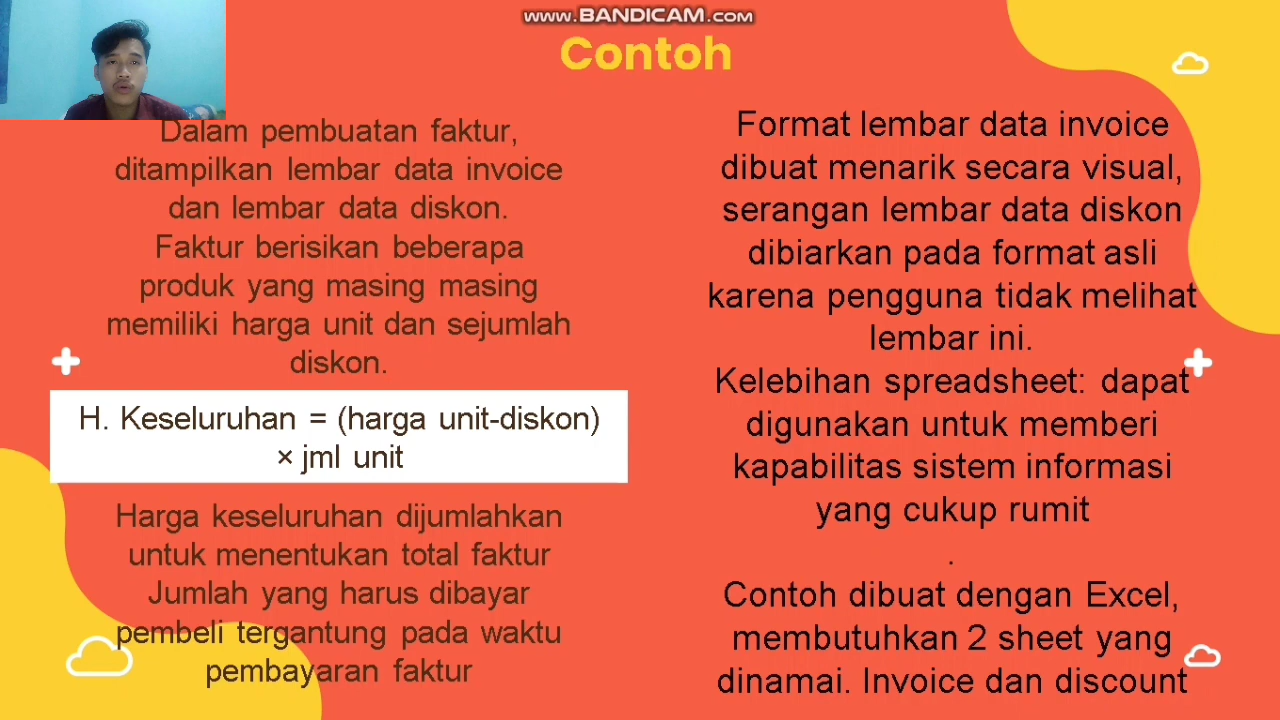 www.BANDICAM.com
Contoh
Dalam pembuatan faktur,
ditampilkan lembar data invoice
dan lembar data diskon.
Faktur berisikan beberapa
produk yang masing masing
memiliki harga unit dan sejumlah
diskon.
H. Keseluruhan = (harga unit-diskon)
× jml unit
Harga keseluruhan dijumlahkan
untuk menentukan total faktur
Jumlah yang harus dibayar
pembeli tergantung pada waktu
pembayaran faktur
Format lembar data invoice
dibuat menarik secara visual,
serangan lembar data diskon
dibiarkan pada format asli
karena pengguna tidak melihat
lembar ini.
Kelebihan spreadsheet: dapat
digunakan untuk memberi
kapabilitas sistem informasi
yang cukup rumit
.
Contoh dibuat dengan Excel,
membutuhkan 2 sheet yang
dinamai. Invoice dan discount